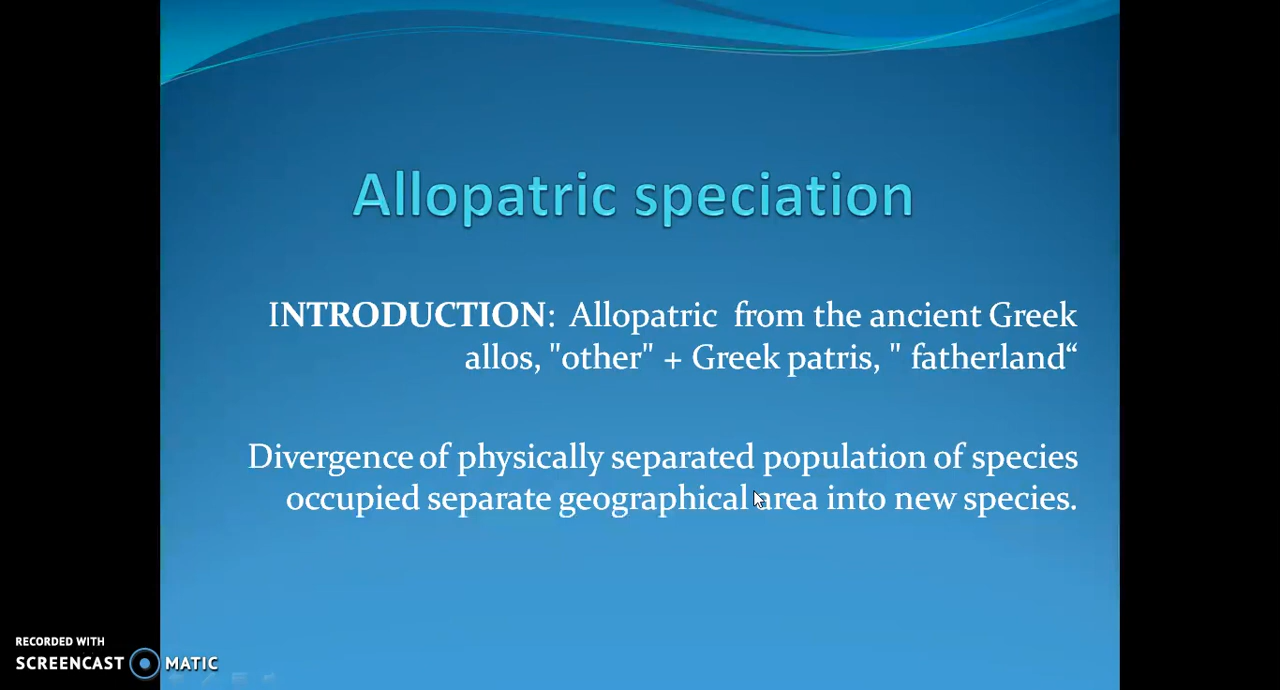 Allopatric speciation
INTRODUCTION:  Allopatric  from the ancient Greek
allos, "other" + Greek patris, " fatherland“
Divergence of physically separated population of species
occupied separate geographical area into new species.
RECORDED WITH
SCREENCAST MATIC